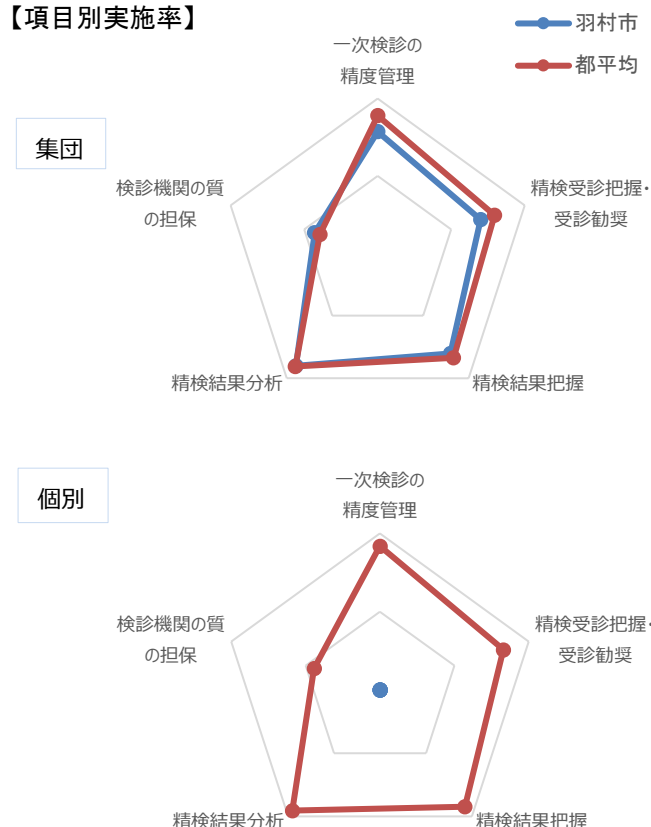 【項目別実施率】
羽村市
都平均
集団
一次検診の
精度管理
精検受診把握・
受診勧奨
精検結果把握
精検結果分析
検診機関の質
の担保
個別
一次検診の
精度管理
精検受診把握・
受診勧奨
精検結果把握
精検結果分析
検診機関の質
の担保